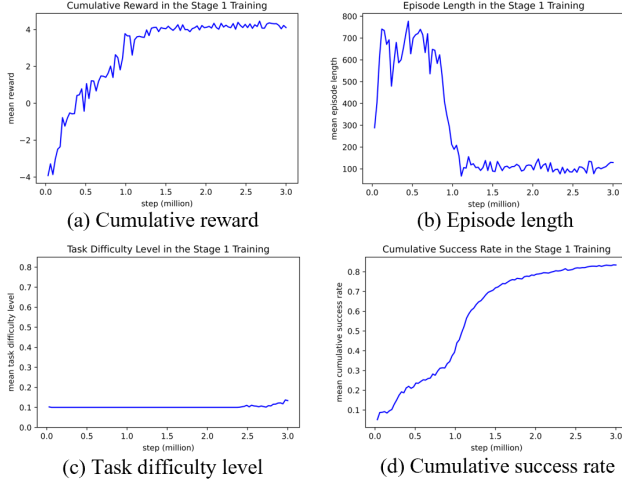 Cumulative Reward in the Stage 1 Training
mean reward
4
2
0
−2
−4
0.0 0.5 1.0 1.5 2.0 2.5 3.0
step (million)
(a) Cumulative reward
Episode Length in the Stage 1 Training
mean episode length
800
700
600
500
400
300
200
100
0.0 0.5 1.0 1.5 2.0 2.5 3.0
step (million)
(b) Episode length
Task Difficulty Level in the Stage 1 Training
mean task difficulty level
0.8
0.7
0.6
0.5
0.4
0.3
0.2
0.1
0.0
0.0 0.5 1.0 1.5 2.0 2.5 3.0
step (million)
(c) Task difficulty level
Cumulative Success Rate in the Stage 1 Training
mean cumulative success rate
0.8
0.7
0.6
0.5
0.4
0.3
0.2
0.1
0.0 0.5 1.0 1.5 2.0 2.5 3.0
step (million)
(d) Cumulative success rate